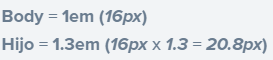 Body = 1em (16px)
Hijo = 1.3em (16px x 1.3 = 20.8px)